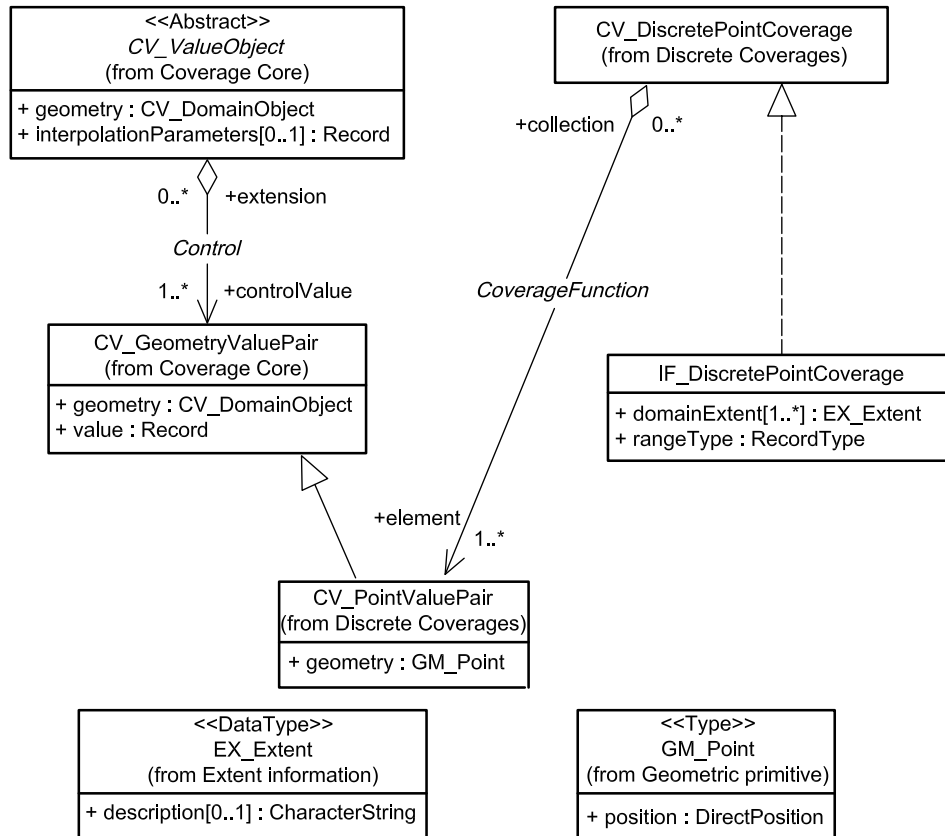 <<Abstract>>
CV_ValueObject
(from Coverage Core)
+ geometry : CV_DomainObject
+ interpolationParameters[0..1] : Record
CV_DiscretePointCoverage
(from Discrete Coverages)
+collection
0..*
0..*
+extension
Control
1..*
+controlValue
CoverageFunction
CV_GeometryValuePair
(from Coverage Core)
+ geometry : CV_DomainObject
+ value : Record
IF_DiscretePointCoverage
+ domainExtent[1..*] : EX_Extent
+ rangeType : RecordType
+element
1..*
CV_PointValuePair
(from Discrete Coverages)
+ geometry : GM_Point
<<DataType>>
EX_Extent
(from Extent information)
+ description[0..1] : CharacterString
<<Type>>
GM_Point
(from Geometric primitive)
+ position : DirectPosition